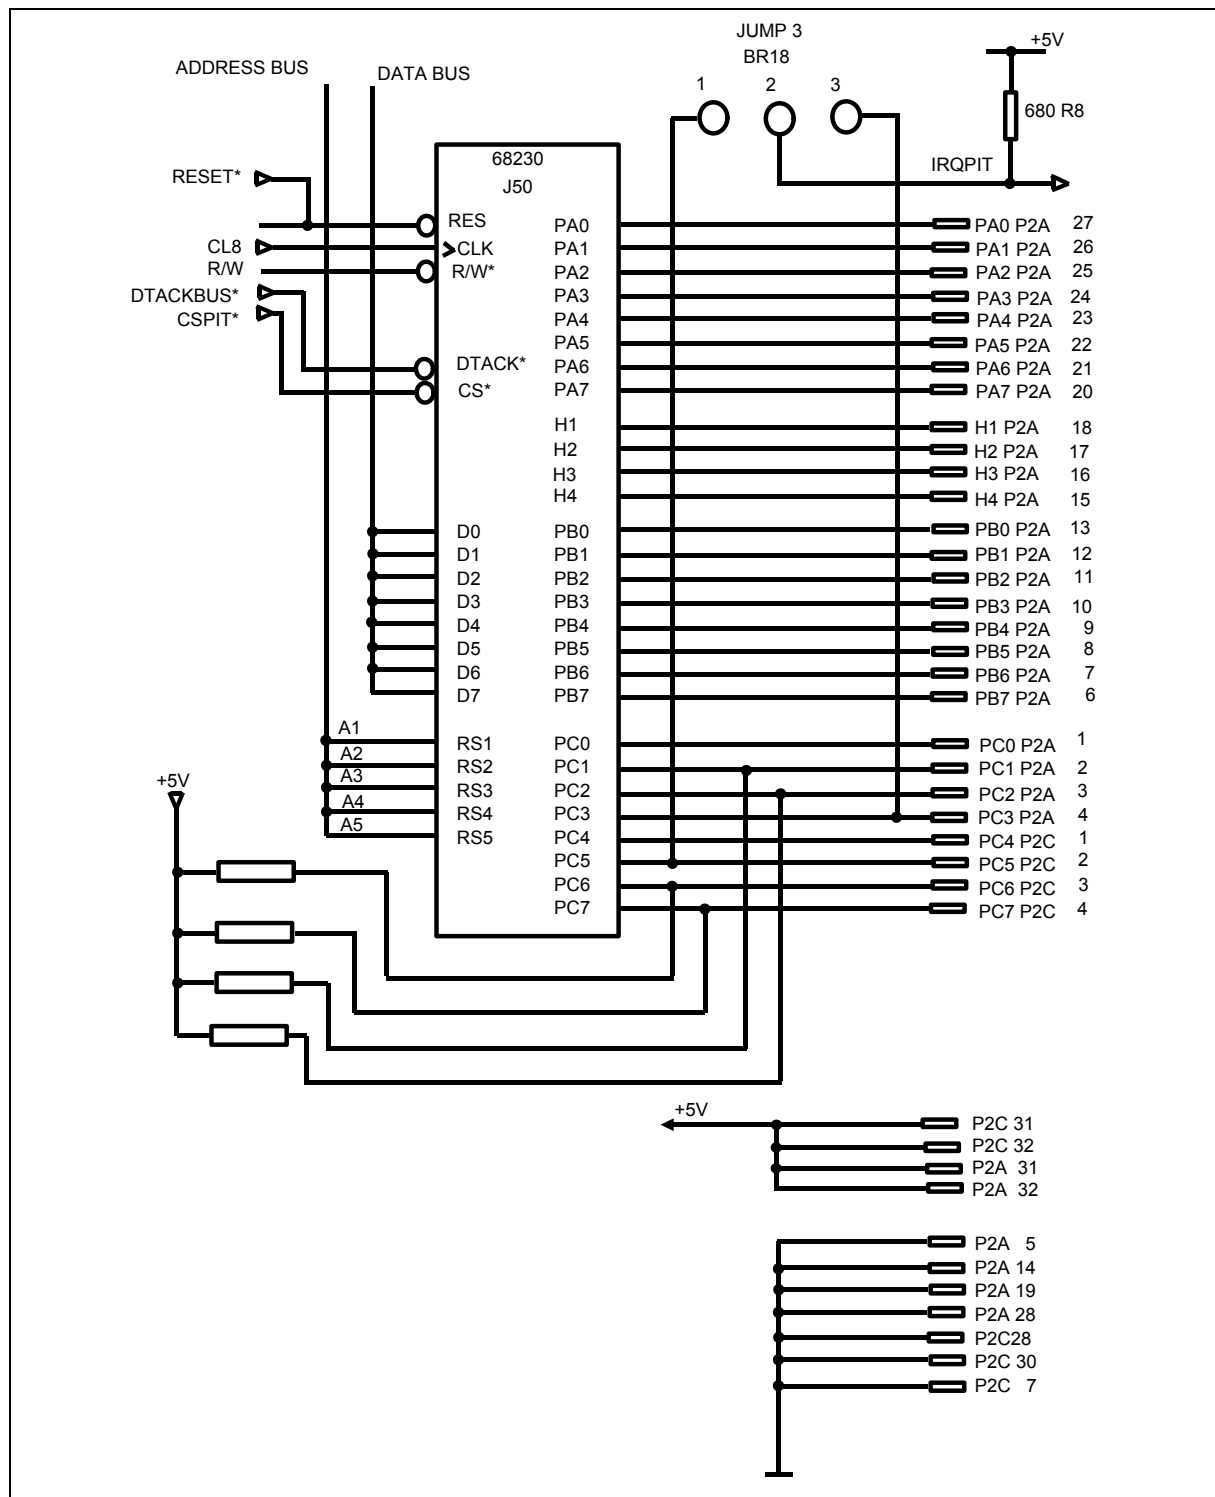 JUMP 3
BR18
1 2 3
+5V
680 R8
IRQPIT
ADDRESS BUS
DATA BUS
RESET*
CL8
R/W
DTACKBUS*
CSPIT*
68230
J50
RES
CLK
R/W*
DTACK*
CS*
D0
D1
D2
D3
D4
D5
D6
D7
A1
A2
A3
A4
A5
RS1
RS2
RS3
RS4
RS5
PA0
PA1
PA2
PA3
PA4
PA5
PA6
PA7
H1
H2
H3
H4
PB0
PB1
PB2
PB3
PB4
PB5
PB6
PB7
PC0
PC1
PC2
PC3
PC4
PC5
PC6
PC7
PA0 P2A 27
PA1 P2A 26
PA2 P2A 25
PA3 P2A 24
PA4 P2A 23
PA5 P2A 22
PA6 P2A 21
PA7 P2A 20
H1 P2A 18
H2 P2A 17
H3 P2A 16
H4 P2A 15
PB0 P2A 13
PB1 P2A 12
PB2 P2A 11
PB3 P2A 10
PB4 P2A 9
PB5 P2A 8
PB6 P2A 7
PB7 P2A 6
PC0 P2A 1
PC1 P2A 2
PC2 P2A 3
PC3 P2A 4
PC4 P2C 1
PC5 P2C 2
PC6 P2C 3
PC7 P2C 4
+5V
+5V
P2C 31
P2C 32
P2A 31
P2A 32
P2A 5
P2A 14
P2A 19
P2A 28
P2C28
P2C 30
P2C 7